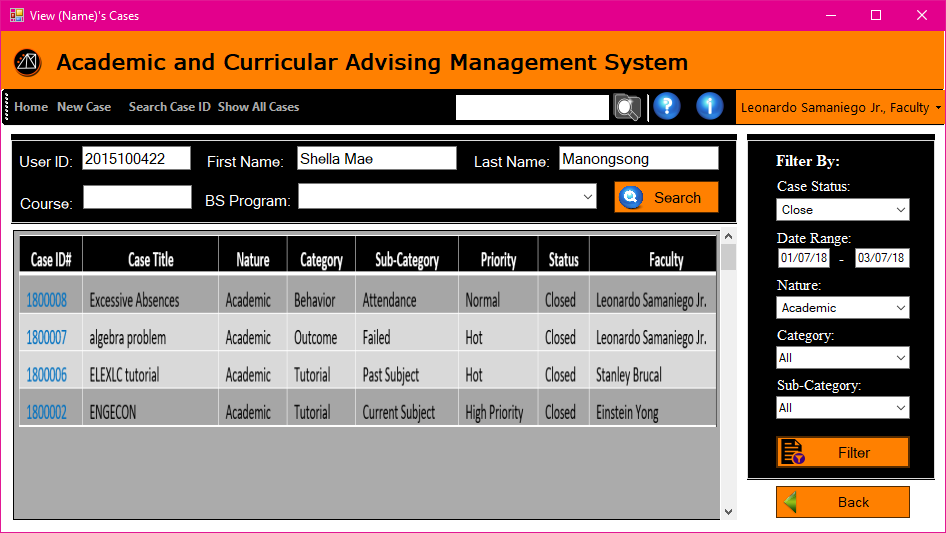 View (Name)'s Cases
Academic and Curricular Advising Management System
Home New Case Search Case ID Show All Cases Leonardo Samaniego Jr., Faculty
User ID: 2015100422 First Name: Shella Mae Last Name: Manongsong
Course: BS Program: Search
Case ID# Case Title Nature Category Sub-Category Priority Status Faculty
1800008 Excessive Absences Academic Behavior Attendance Normal Closed Leonardo Samaniego Jr.
1800007 algebra problem Academic Outcome Failed Hot Closed Leonardo Samaniego Jr.
1800006 ELEXLC tutorial Academic Tutorial Past Subject Hot Closed Stanley Brucal
1800002 ENGECON Academic Tutorial Current Subject High Priority Closed Einstein Yong
Filter By:
Case Status:
Close
Date Range:
01/07/18 - 03/07/18
Nature:
Academic
Category:
All
Sub-Category:
All
Filter
Back